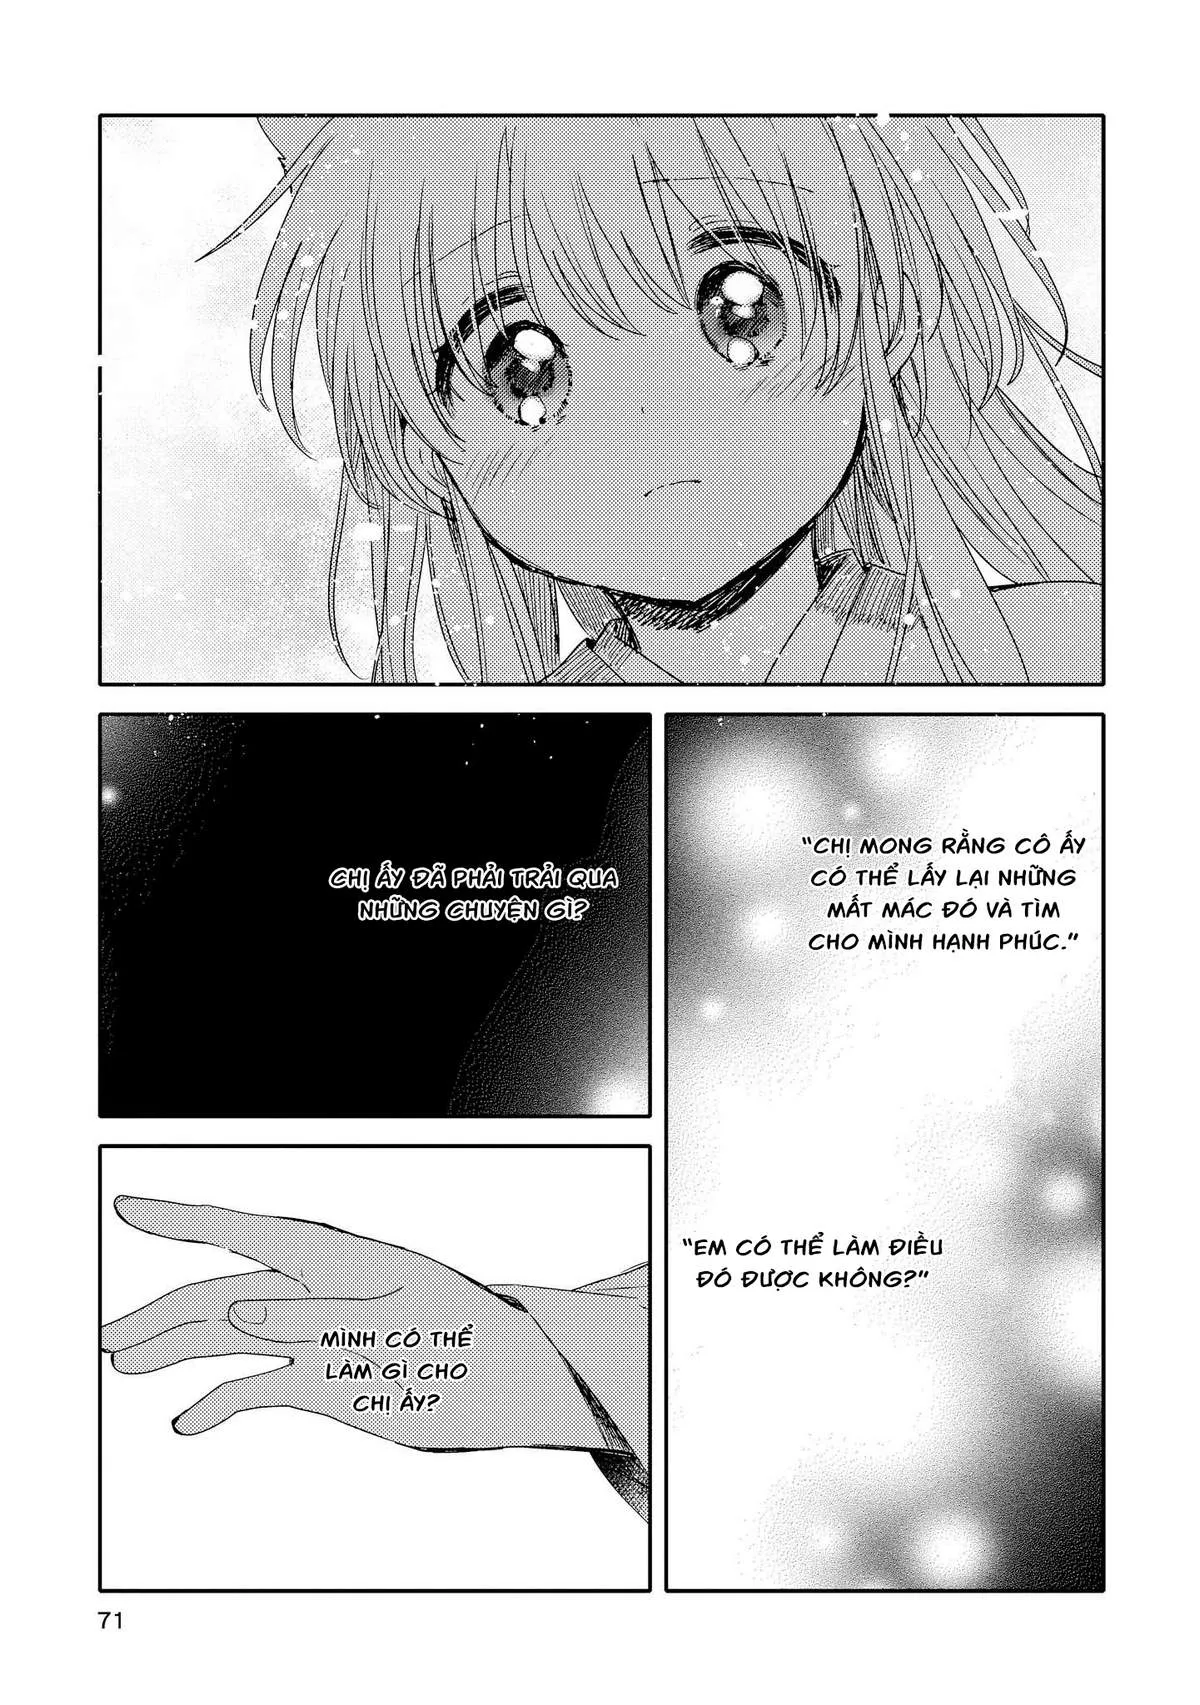 “CHỊ MONG RẰNG CÔ ẤY
CÓ THỂ LẤY LẠI NHỮNG
MẤT MÁC ĐÓ VÀ TÌM
CHO MÌNH HẠNH PHÚC.”
“EM CÓ THỂ LÀM ĐIỀU
ĐÓ ĐƯỢC KHÔNG?”
CHỊ ẤY ĐÃ PHẢI TRẢI QUA
NHỮNG CHUYỆN GÌ?
MÌNH CÓ THỂ
LÀM GÌ CHO
CHỊ ẤY?
71